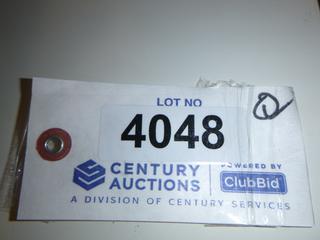 LOT NO
4048
CENTURY
AUCTIONS
POWERED BY
ClubBid
A DIVISION OF CENTURY SERVICES